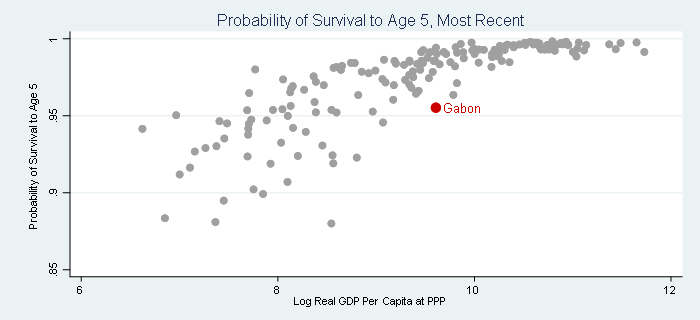 Probability of Survival to Age 5, Most Recent
Probability of Survival to Age 5
1
.95
.9
.85
Gabon
6
8
10
12
Log Real GDP Per Capita at PPP